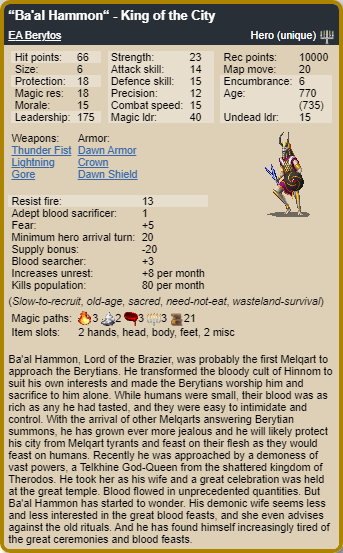 “Ba'al Hammon“ - King of the City
EA Berytos Hero (unique)
Hit points: 66 Strength: 23 Rec points: 10000
Size: 6 Attack skill: 14 Map move: 20
Protection: 18 Defence skill: 15 Encumbrance: 6
Magic res: 18 Precision: 12 Age: 770
Morale: 15 Combat speed: 15 (735)
Leadership: 175 Magic ldr: 40 Undead ldr: 15
Weapons: Armor:
Thunder Fist Dawn Armor
Lightning Crown
Gore Dawn Shield
Resist fire: 13
Adept blood sacrificer: 1
Fear: +5
Minimum hero arrival turn: 20
Supply bonus: -20
Blood searcher: +3
Increases unrest: +8 per month
Kills population: 80 per month
(Slow-to-recruit, old-age, sacred, need-not-eat, wasteland-survival)
Magic paths: 3 2 3 3 21
Item slots: 2 hands, head, body, feet, 2 misc
Ba'al Hammon, Lord of the Brazier, was probably the first Melqart to
approach the Berytians. He transformed the bloody cult of Hinnom to
suit his own interests and made the Berytians worship him and
sacrifice to him alone. While humans were small, their blood was as
rich as any he had tasted, and they were easy to intimidate and
control. With the arrival of other Melqarts answering Berytian
summons, he has grown ever more jealous and he will likely protect
his city from Melqart tyrants and feast on their flesh as they would
feast on humans. Recently he was approached by a demoness of
vast powers, a Telkhine God-Queen from the shattered kingdom of
Therodos. He took her as his wife and a great celebration was held
at the great temple. Blood flowed in unprecedented quantities. But
Ba'al Hammon has started to wonder. His demonic wife seems less
and less interested in the great blood feasts, and she even advises
against the old rituals. And he has found himself increasingly tired of
the great ceremonies and blood feasts.